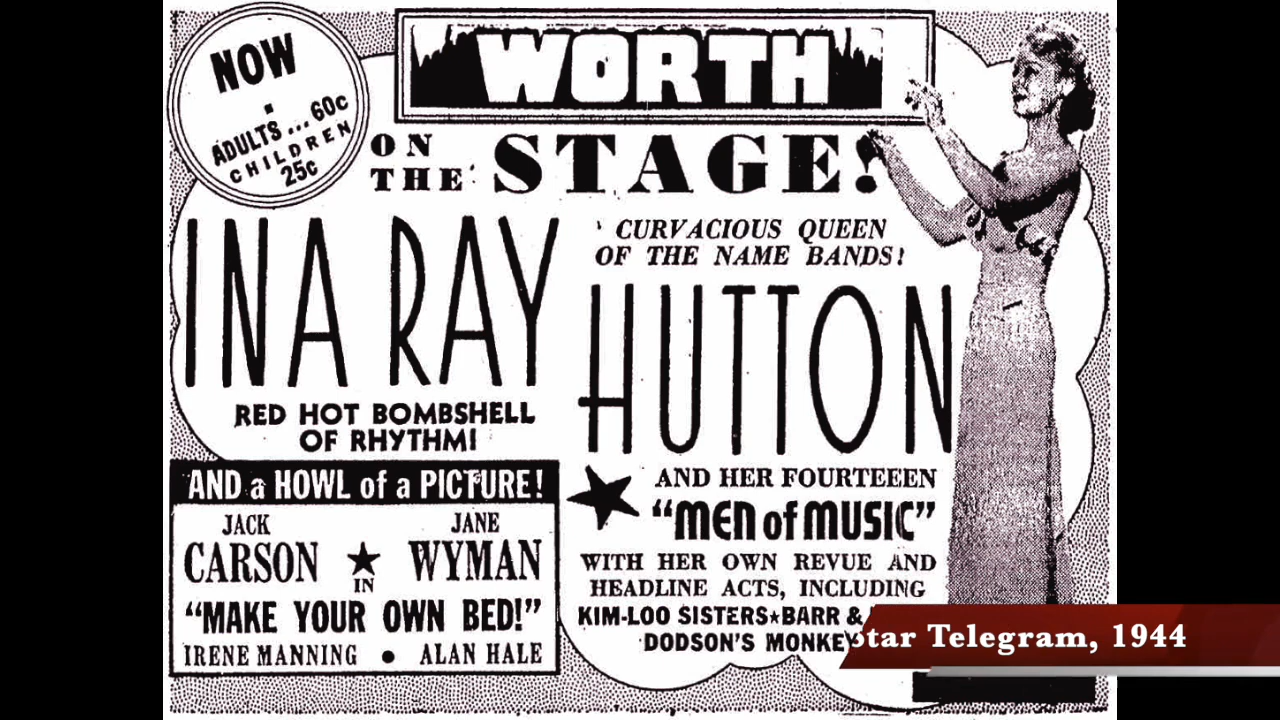 NOW
ADULTS...60c
CHILDREN
25c
WORTH
ON
THE STAGE!
INA RAY
CURVACIOUS QUEEN
OF THE NAME BANDS!
HUTTON
RED HOT BOMBSHELL
OF RHYTHM!
AND a HOWL of a PICTURE!
JACK
CARSON
JANE
WYMAN
IN
"MAKE YOUR OWN BED!"
IRENE MANNING • ALAN HALE
AND HER FOURTEEEN
"MEN of MUSIC"
WITH HER OWN REVUE AND
HEADLINE ACTS, INCLUDING
KIM-LOO SISTERS★BARR &
DODSON'S MONKEY
Star Telegram, 1944